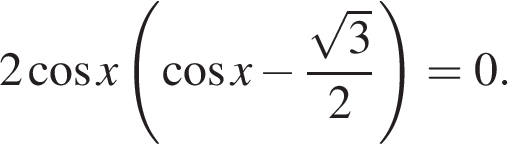 2 cos x (cos x − √3/2) = 0.